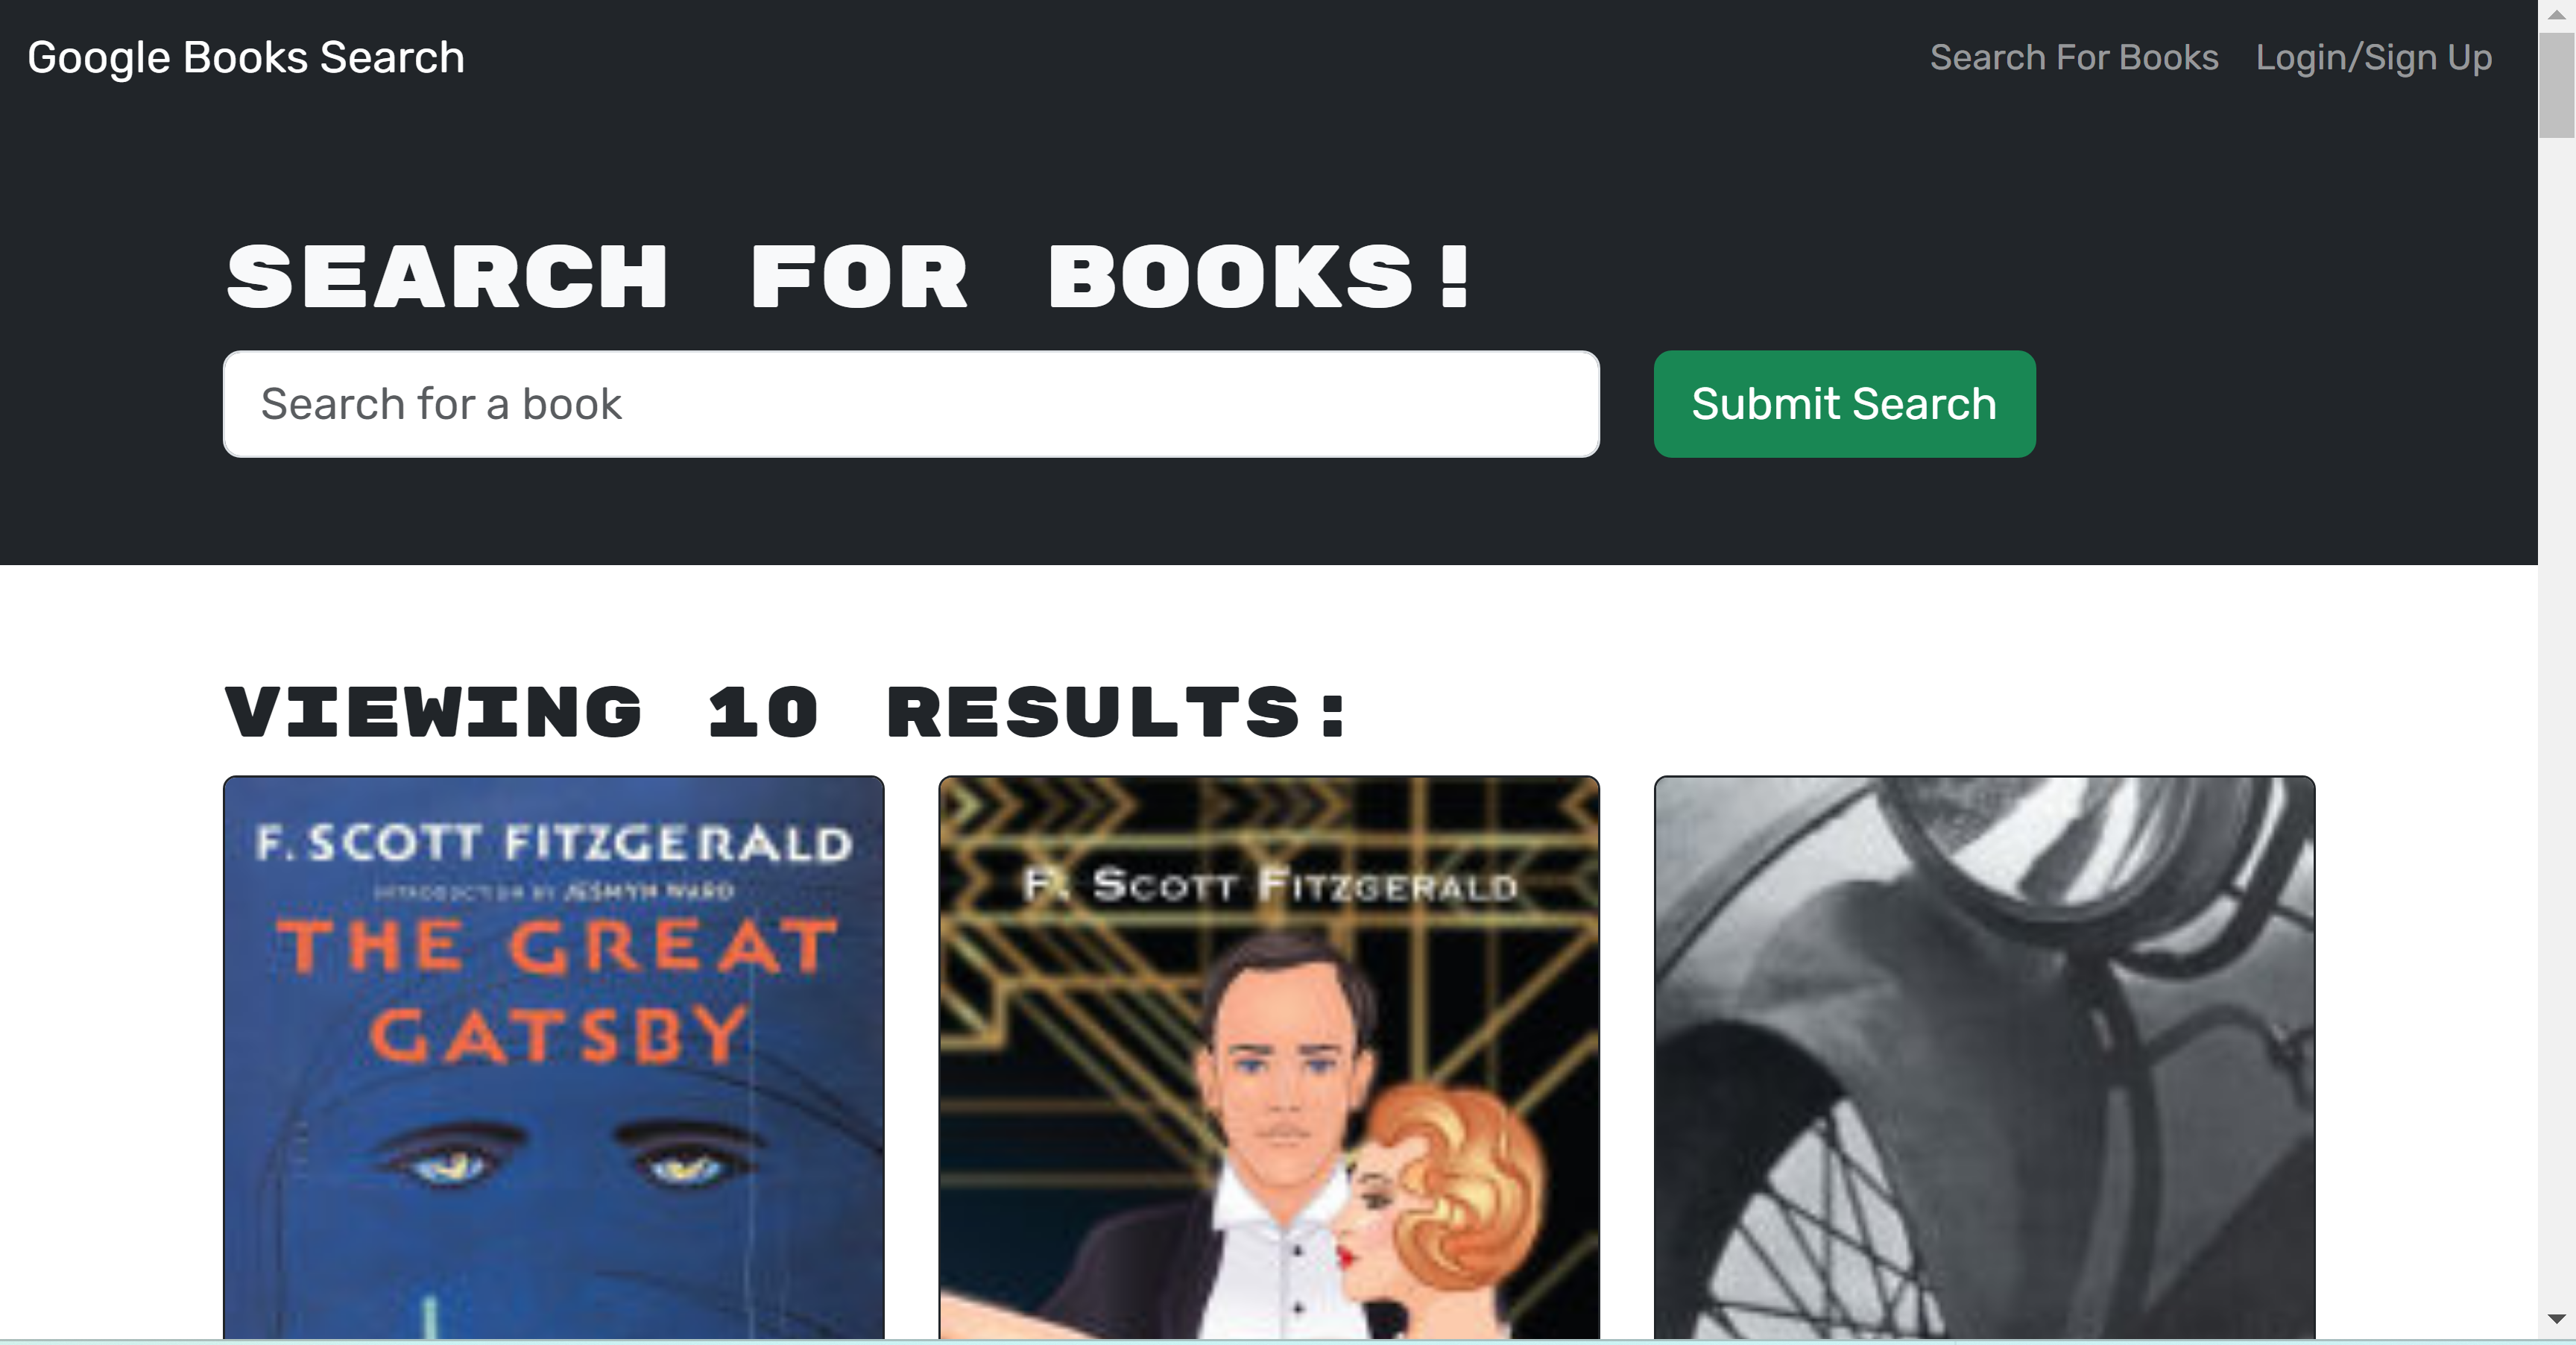 Google Books Search
Search For Books
Login/Sign Up
SEARCH FOR BOOKS!
Search for a book
Submit Search
VIEWING 10 RESULTS:
F. SCOTT FITZGERALD
INTRODUCTION BY JESMYN WARD
THE GREAT
GATSBY
F. SCOTT FITZGERALD